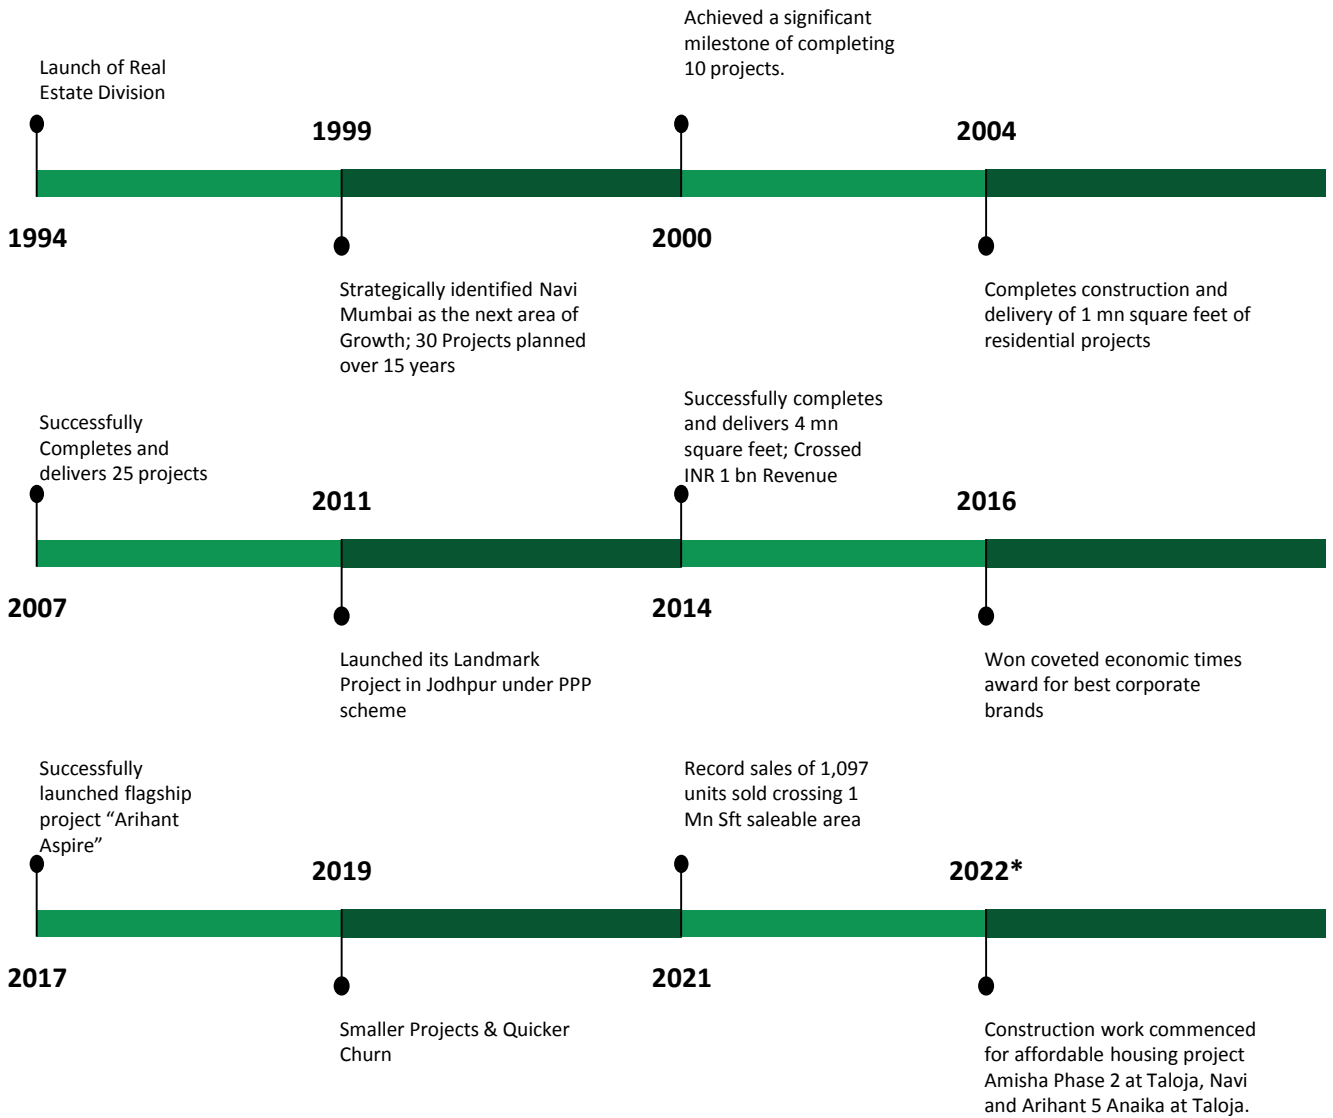 Launch of Real
Estate Division
1994
1999
Strategically identified Navi
Mumbai as the next area of
Growth; 30 Projects planned
over 15 years
Achieved a significant
milestone of completing
10 projects.
2000
2004
Completes construction and
delivery of 1 mn square feet of
residential projects
Successfully
Completes and
delivers 25 projects
2007
2011
Launched its Landmark
Project in Jodhpur under PPP
scheme
Successfully completes
and delivers 4 mn
square feet; Crossed
INR 1 bn Revenue
2014
2016
Won coveted economic times
award for best corporate
brands
Successfully
launched flagship
project “Arihant
Aspire”
2017
2019
Smaller Projects & Quicker
Churn
Record sales of 1,097
units sold crossing 1
Mn Sft saleable area
2021
2022*
Construction work commenced
for affordable housing project
Amisha Phase 2 at Taloja, Navi
and Arihant 5 Anaika at Taloja.